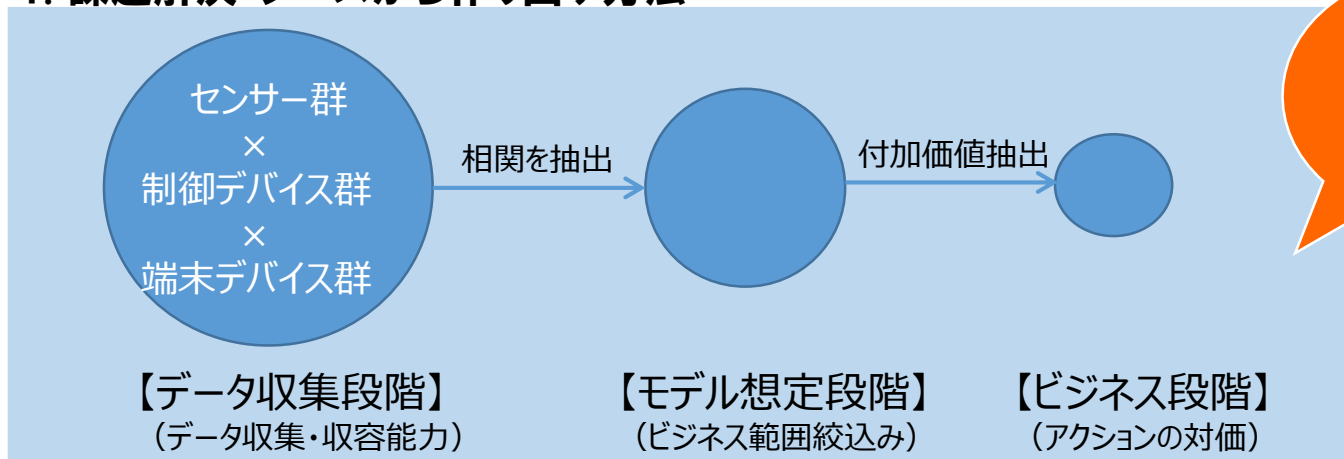 センサー群
×
制御デバイス群
×
端末デバイス群
相関を抽出
付加価値抽出
【データ収集段階】
(データ収集・収容能力)
【モデル想定段階】
(ビジネス範囲絞込み)
【ビジネス段階】
(アクションの対価)